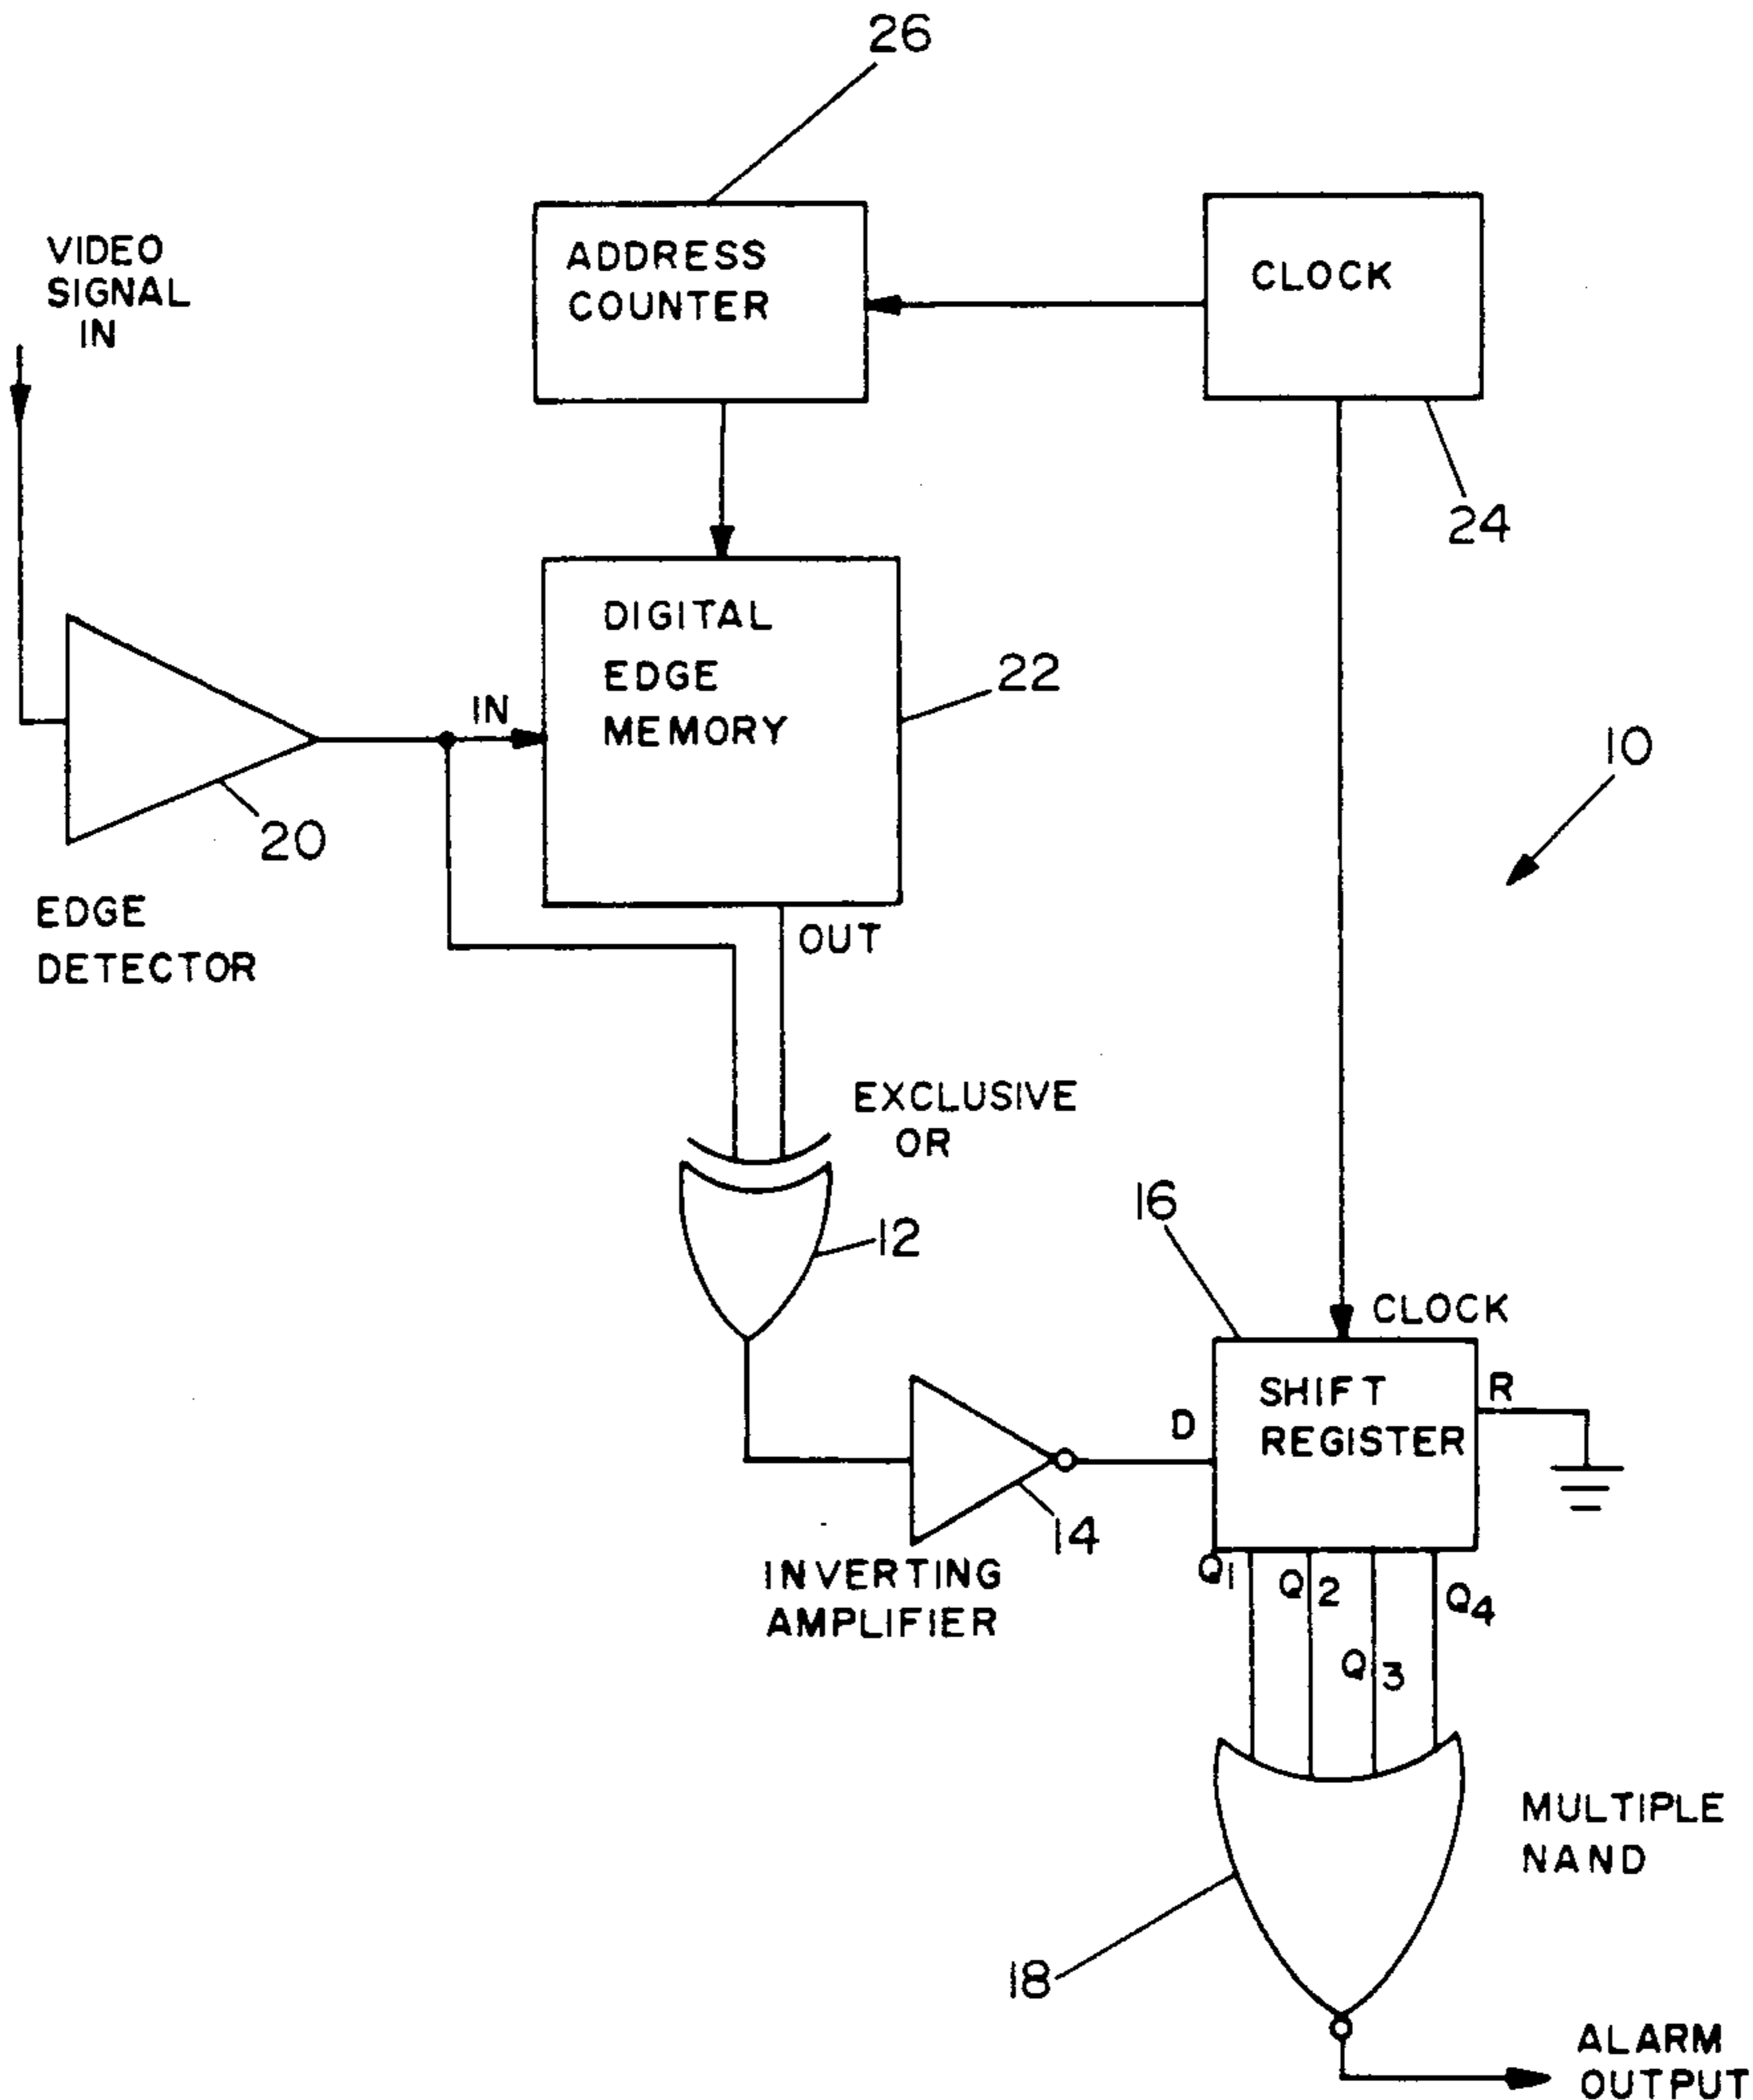 26
VIDEO
SIGNAL
IN
ADDRESS
COUNTER
CLOCK
24
DIGITAL
EDGE
MEMORY
22
IN
10
20
EDGE
DETECTOR
OUT
EXCLUSIVE
OR
12
16
CLOCK
SHIFT
REGISTER
R
D
14
INVERTING
AMPLIFIER
Q1
Q2
Q3
Q4
MULTIPLE
NAND
18
ALARM
OUTPUT